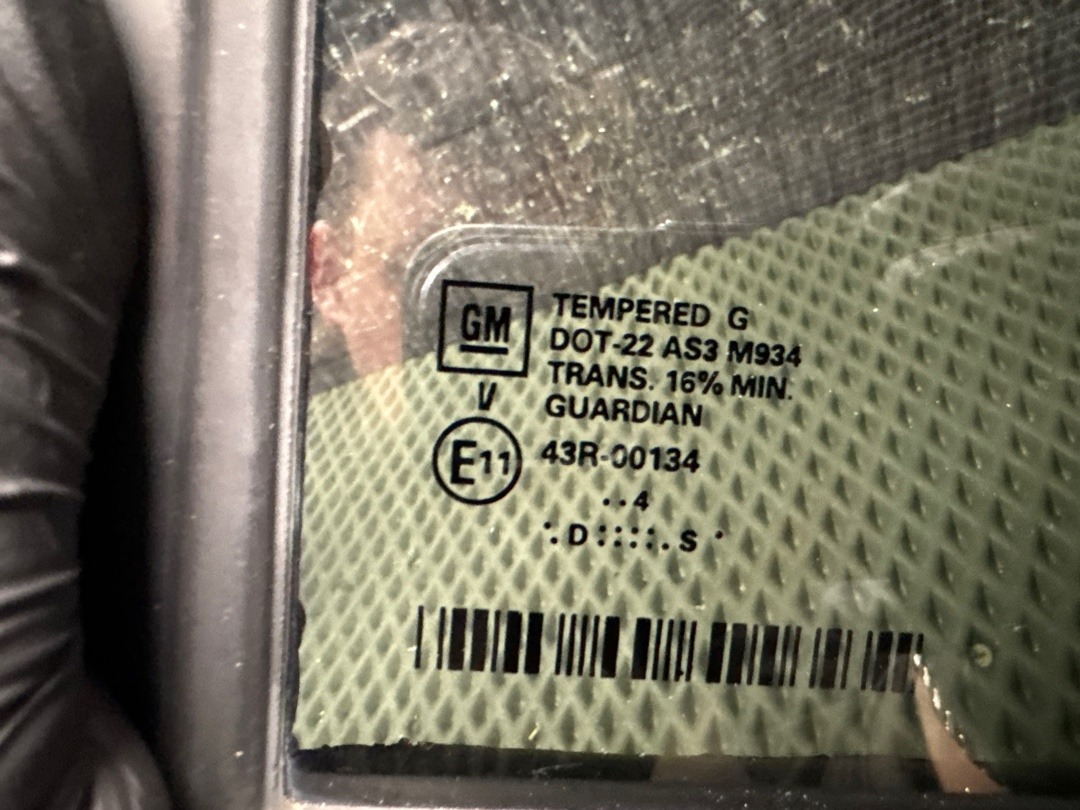 GM
TEMPERED G
DOT-22 AS3 M934
TRANS. 16% MIN.
V
GUARDIAN
E11
43R-00134
..4
⁚. D ::::. S ·